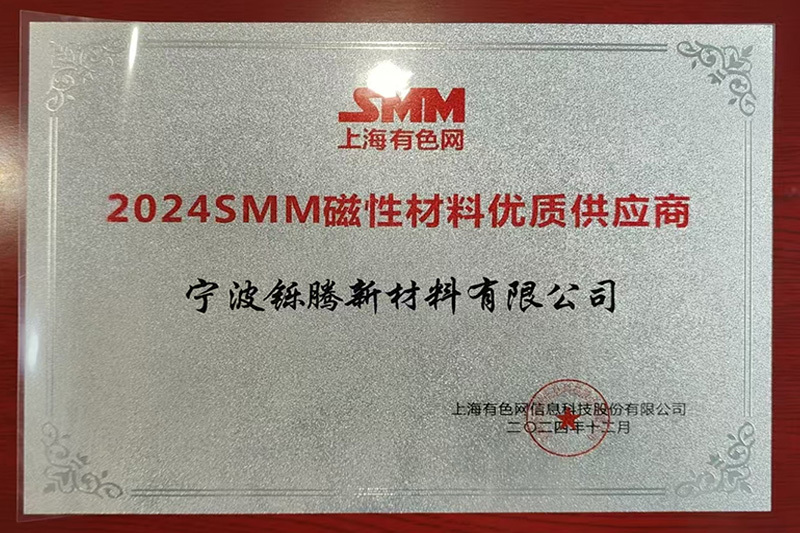 SMM
上海有色网
2024SMM磁性材料优质供应商
宁波铄腾新材料有限公司
上海有色网信息科技股份有限公司
二〇二四年十二月